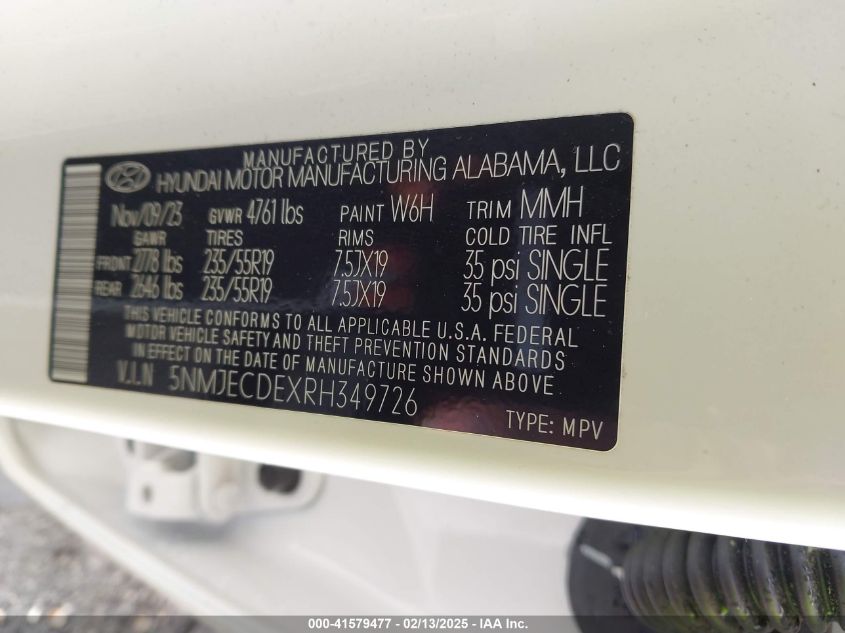 MANUFACTURED BY
HYUNDAI MOTOR MANUFACTURING ALABAMA, LLC
Nov/09/23 GVWR 4761 lbs PAINT W6H TRIM MMH
GAWR TIRES RIMS COLD TIRE INFL
FRONT 2778 lbs 235/55R19 7.5JX19 35 psi SINGLE
REAR 2646 lbs 235/55R19 7.5JX19 35 psi SINGLE
THIS VEHICLE CONFORMS TO ALL APPLICABLE U.S.A. FEDERAL
MOTOR VEHICLE SAFETY AND THEFT PREVENTION STANDARDS
IN EFFECT ON THE DATE OF MANUFACTURE SHOWN ABOVE.
V.I.N 5NMJECDEXRH349726
TYPE: MPV
000-41579477 - 02/13/2025 - IAA Inc.